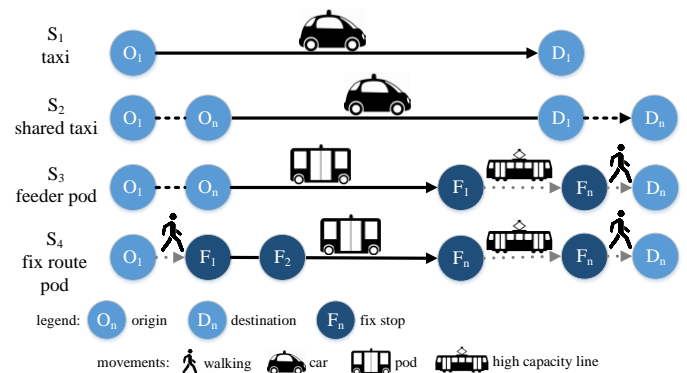 S1
taxi
O1 D1
S2
shared taxi
O1 On D1 Dn
S3
feeder pod
O1 On F1 Fn Dn
S4
fix route
pod
O1 F1 F2 Fn Fn Dn
legend: On origin Dn destination Fn fix stop
movements: walking car pod high capacity line